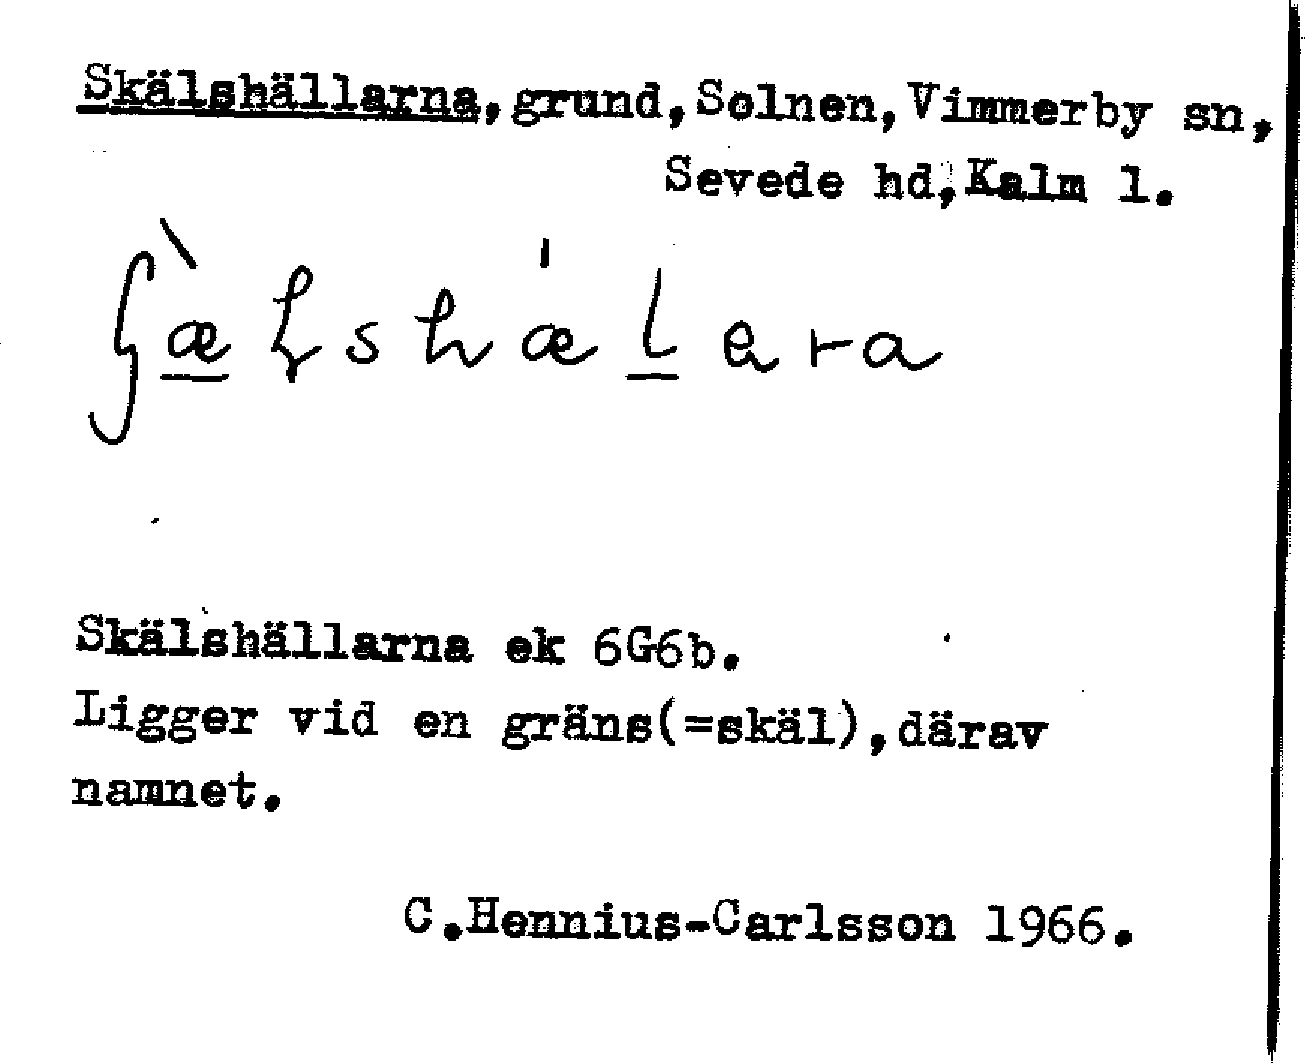 Skälshällarna, grund, Solnen, Vimmerby sn,
Sevede hd, Kalm l.
Skälshällarna ek 6G6b.
Ligger vid en gräns(=skäl), därav
namnet.
C.Hennius-Carlsson 1966.